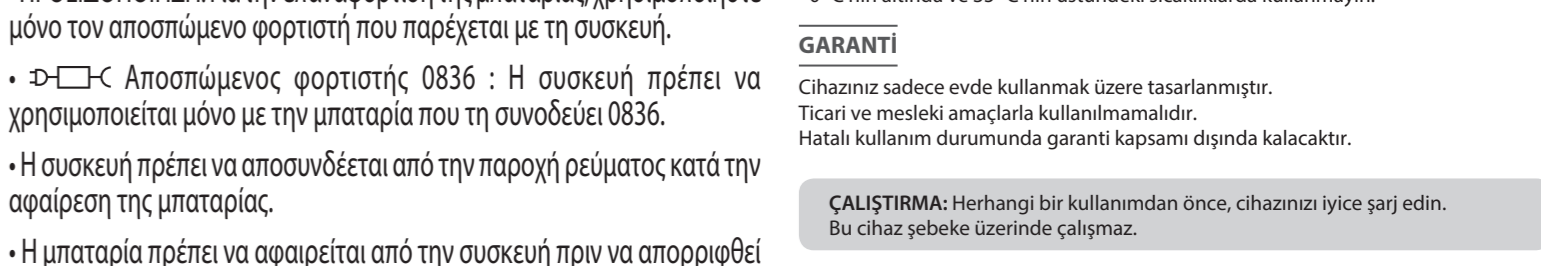 μόνο τον αποσπώμενο φορτιστή που παρέχεται με τη συσκευή.
• Αποσπώμενος φορτιστής 0836 : Η συσκευή πρέπει να
χρησιμοποιείται μόνο με την μπαταρία που τη συνοδεύει 0836.
• Η συσκευή πρέπει να αποσυνδέεται από την παροχή ρεύματος κατά την
αφαίρεση της μπαταρίας.
• Η μπαταρία πρέπει να αφαιρείται από την συσκευή πριν να απορριφθεί
GARANTİ
Cihazınız sadece evde kullanmak üzere tasarlanmıştır.
Ticari ve mesleki amaçlarla kullanılmamalıdır.
Hatalı kullanım durumunda garanti kapsamı dışında kalacaktır.
ÇALIŞTIRMA: Herhangi bir kullanımdan önce, cihazınızı iyice şarj edin.
Bu cihaz şebeke üzerinde çalışmaz.